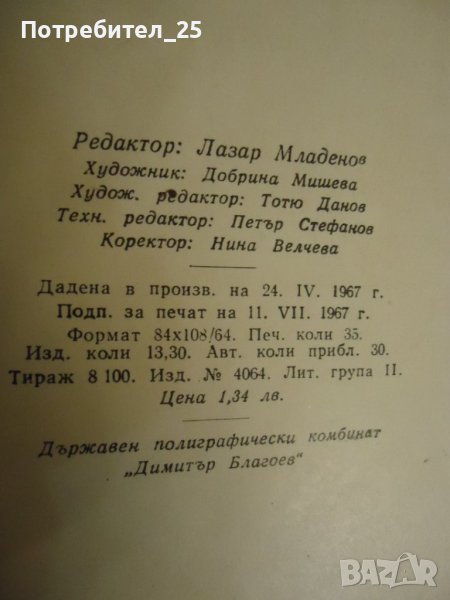 Потребител_25
Редактор: Лазар Младенов
Художник: Добрина Мишева
Худож. редактор: Тотю Данов
Техн. редактор: Петър Стефанов
Коректор: Нина Велчева
Дадена в произв. на 24. IV. 1967 г.
Подп. за печат на 11. VII. 1967 г.
Формат 84x108/64. Печ. коли 35.
Изд. коли 13,30. Авт. коли прибл. 30.
Тираж 8 100. Изд. № 4064. Лит. група II.
Цена 1,34 лв.
Държавен полиграфически комбинат
„Димитър Благоев“
BAZAR